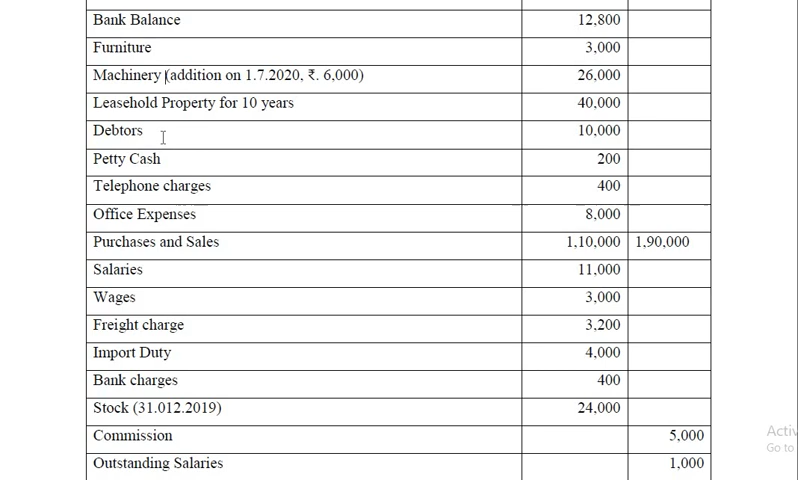 Bank Balance 12,800
Furniture 3,000
Machinery (addition on 1.7.2020, ₹. 6,000) 26,000
Leasehold Property for 10 years 40,000
Debtors 10,000
Petty Cash 200
Telephone charges 400
Office Expenses 8,000
Purchases and Sales 1,10,000 1,90,000
Salaries 11,000
Wages 3,000
Freight charge 3,200
Import Duty 4,000
Bank charges 400
Stock (31.012.2019) 24,000
Commission 5,000
Activ
Go to
Outstanding Salaries 1,000